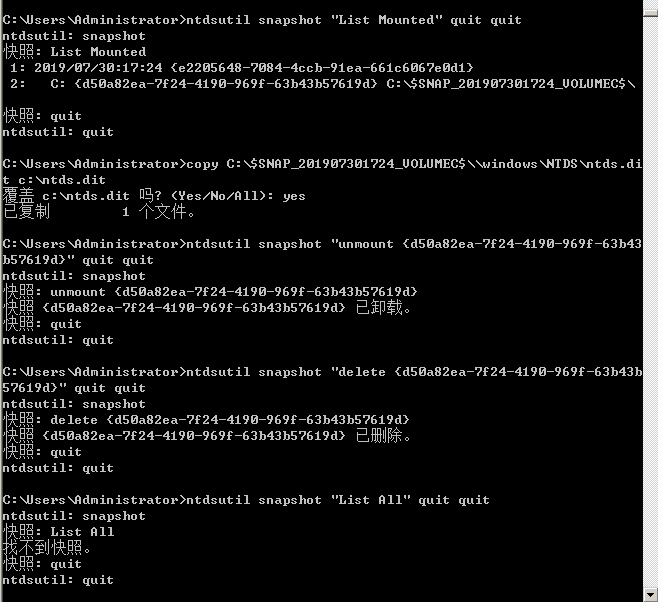 C:\Users\Administrator>ntdsutil snapshot "List Mounted" quit quit
ntdsutil: snapshot
快照: List Mounted
 1: 2019/07/30:17:24 {e2205648-7084-4ccb-91ea-661c6067e0d1}
 2:   C: {d50a82ea-7f24-4190-969f-63b43b57619d} C:\$SNAP_201907301724_VOLUMEC$\
快照: quit
ntdsutil: quit
C:\Users\Administrator>copy C:\$SNAP_201907301724_VOLUMEC$\\windows\NTDS\ntds.di
t c:\ntds.dit
覆盖 c:\ntds.dit 吗? (Yes/No/All): yes
已复制         1 个文件。
C:\Users\Administrator>ntdsutil snapshot "unmount {d50a82ea-7f24-4190-969f-63b43
b57619d}" quit quit
ntdsutil: snapshot
快照: unmount {d50a82ea-7f24-4190-969f-63b43b57619d}
快照 {d50a82ea-7f24-4190-969f-63b43b57619d} 已卸载。
快照: quit
ntdsutil: quit
C:\Users\Administrator>ntdsutil snapshot "delete {d50a82ea-7f24-4190-969f-63b43b
57619d}" quit quit
ntdsutil: snapshot
快照: delete {d50a82ea-7f24-4190-969f-63b43b57619d}
快照 {d50a82ea-7f24-4190-969f-63b43b57619d} 已删除。
快照: quit
ntdsutil: quit
C:\Users\Administrator>ntdsutil snapshot "List All" quit quit
ntdsutil: snapshot
快照: List All
找不到快照。
快照: quit
ntdsutil: quit